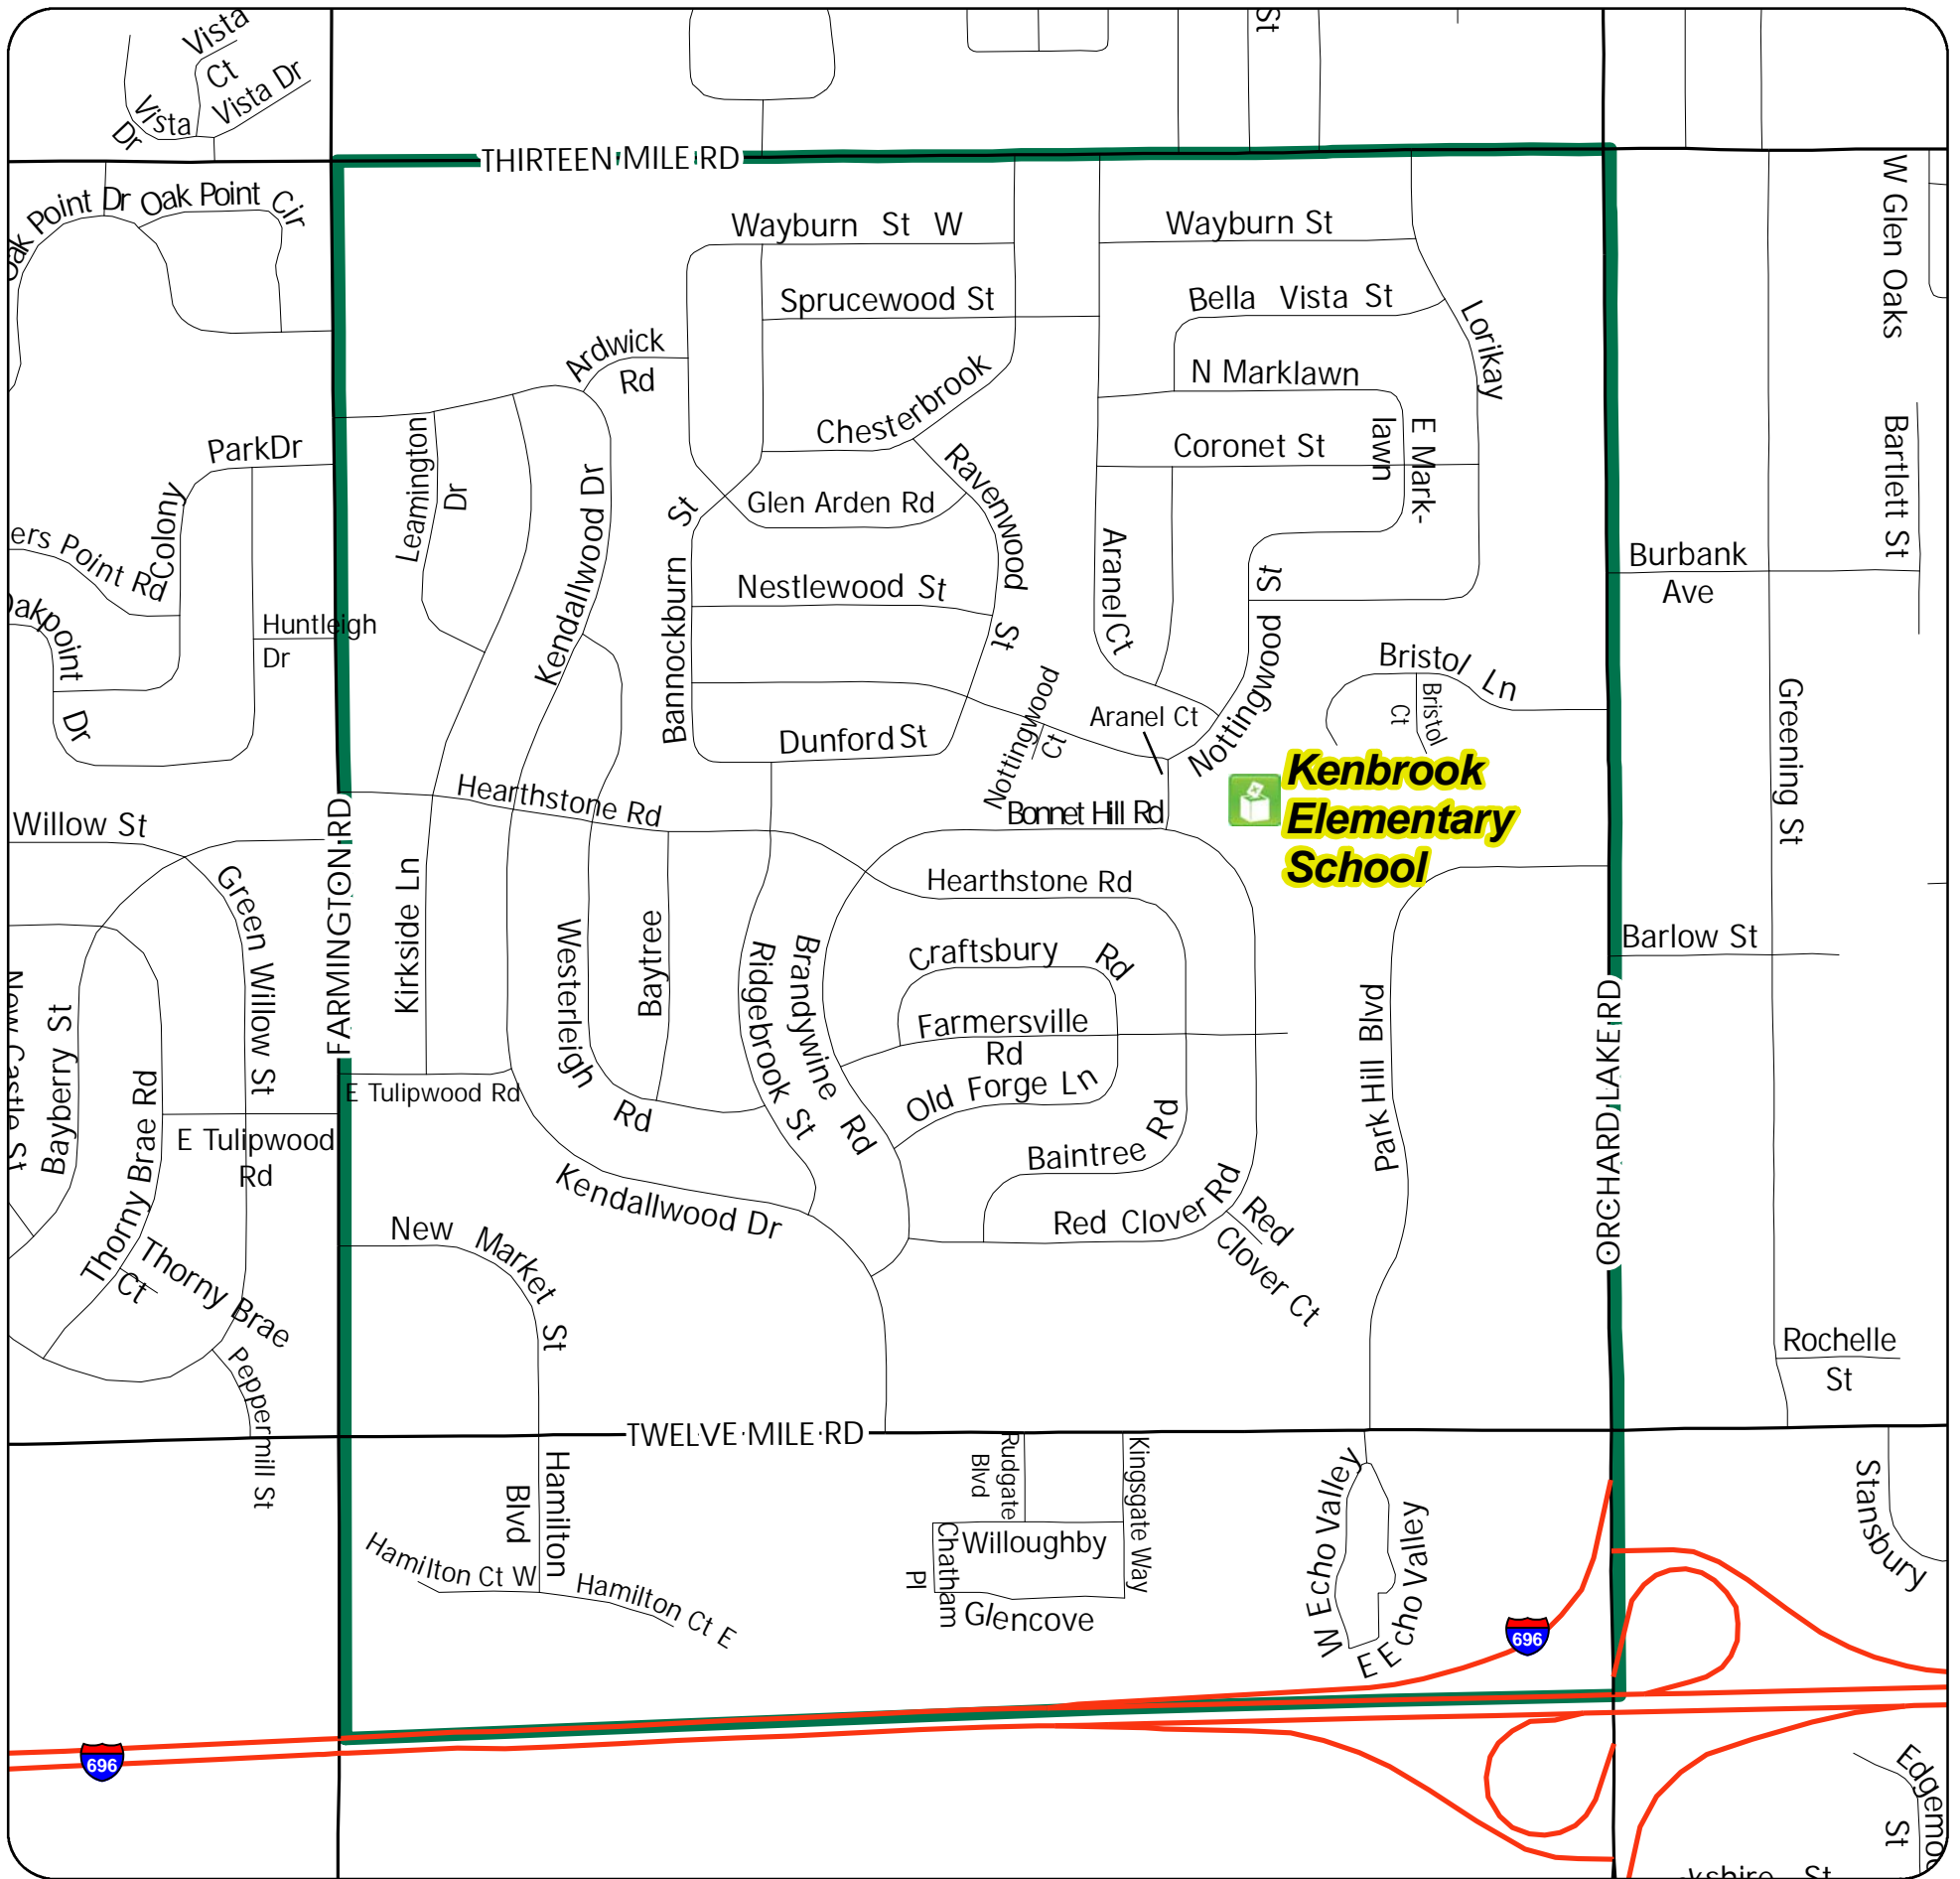 Vista
Ct
Vista Dr
Vista
Dr
St
THIRTEEN MILE RD
Oak Point Dr
Oak Point Cir
Wayburn St W
Wayburn St
W Glen Oaks
Sprucewood St
Bella Vista St
Lorikay
Ardwick
Rd
N Marklawn
Chesterbrook
E Mark-
lawn
Coronet St
Bartlett St
ParkDr
Leamington
Dr
Colony
Kendallwood Dr
Glen Arden Rd
Ravenwood
St
Bannockburn St
ers Point Rd
Nestlewood St
Aranel Ct
Nottingwood St
Burbank
Ave
Oakpoint
Dr
Huntleigh
Dr
Bristol Ln
Bristol
Ct
Greening St
Dunford St
Nottingwood
Ct
Aranel Ct
Kenbrook
Elementary
School
Hearthstone Rd
Bonnet Hill Rd
Willow St
Green Willow St
FARMINGTON RD
Kirkside Ln
Hearthstone Rd
Westerleigh
Rd
Baytree
Ridgebrook St
Brandywine Rd
Craftsbury Rd
Barlow St
Farmersville
Rd
Old Forge Ln
Park Hill Blvd
ORCHARD LAKE RD
New Castle St
Bayberry St
Thorny Brae Rd
E Tulipwood Rd
E Tulipwood
Rd
Baintree Rd
Kendallwood Dr
Red Clover Rd
Red
Clover Ct
New Market St
Thorny Brae
Ct
Peppermill St
Rochelle
St
TWELVE MILE RD
Hamilton
Blvd
Rudgate
Blvd
Kingsgate Way
Willoughby
Chatham
Pl
Glencove
W Echo Valley
E Echo Valley
Stansbury
Hamilton Ct W
Hamilton Ct E
696
696
St